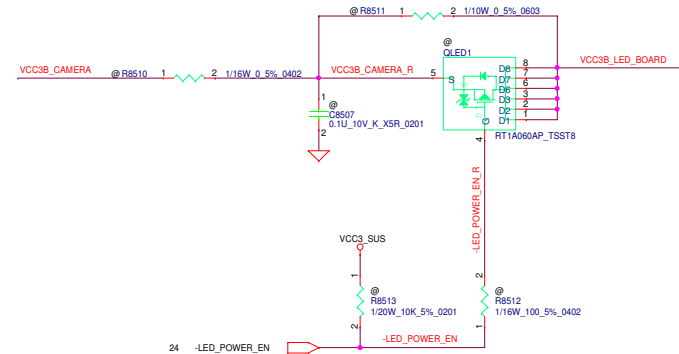 @ R8511 1 2 1/10W_0_5%_0603
@
QLED1
VCC3B_CAMERA @ R8510 1 2 1/16W_0_5%_0402 VCC3B_CAMERA_R 5 S D8 8 VCC3B_LED_BOARD
D7 7
D6 6
D3 3
D2 2
D1 1
G
4
RT1A060AP_TSST8
1
@
C8507
0.1U_10V_K_X5R_0201
2
-LED_POWER_EN_R
VCC3_SUS
1
@
R8513
1/20W_10K_5%_0201
2
2
@
R8512
1/16W_100_5%_0402
1
24 -LED_POWER_EN -LED_POWER_EN